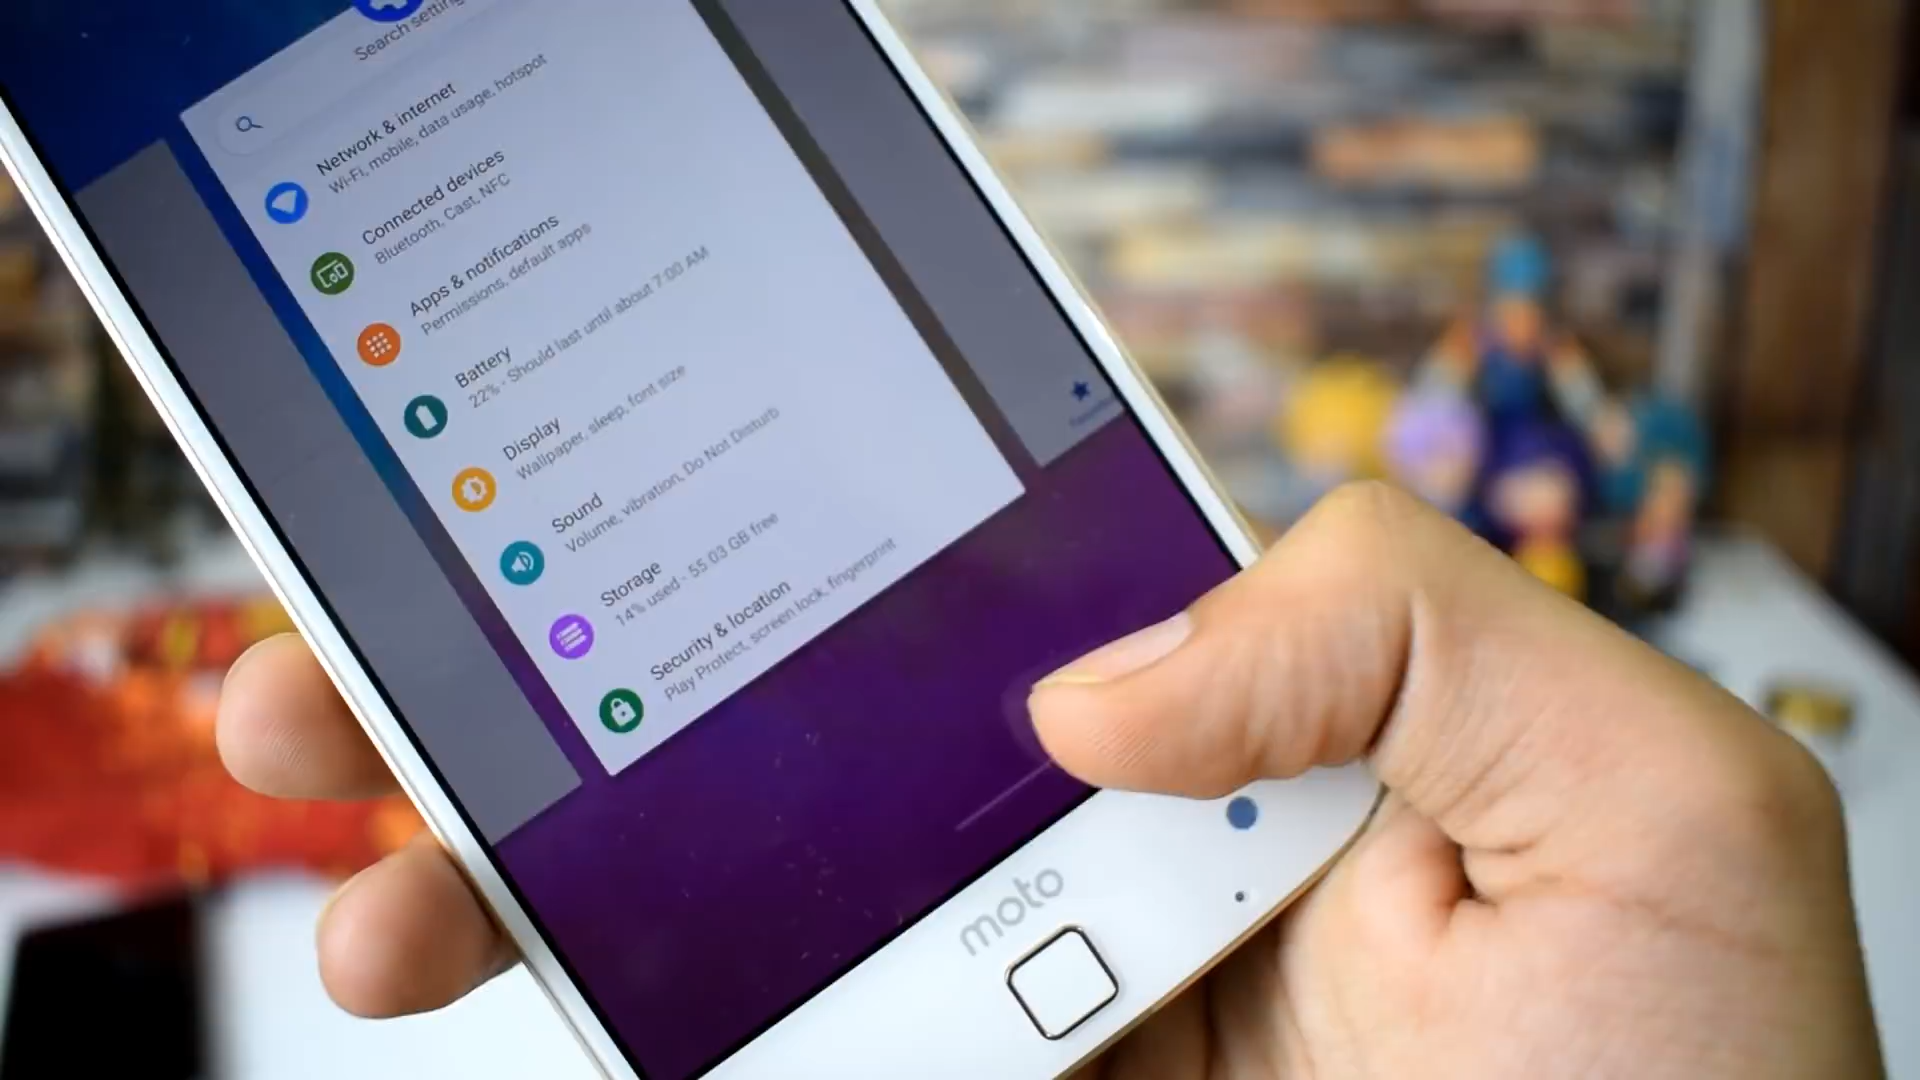 Search setting
Network & internet
Wi-Fi, mobile, data usage, hotspot
Connected devices
Bluetooth, Cast, NFC
Apps & notifications
Permissions, default apps
Battery
22% - Should last until about 7:00 AM
Display
Wallpaper, sleep, font size
Sound
Volume, vibration, Do Not Disturb
Storage
14% used - 55.03 GB free
Security & location
Play Protect, screen lock, fingerprint
moto